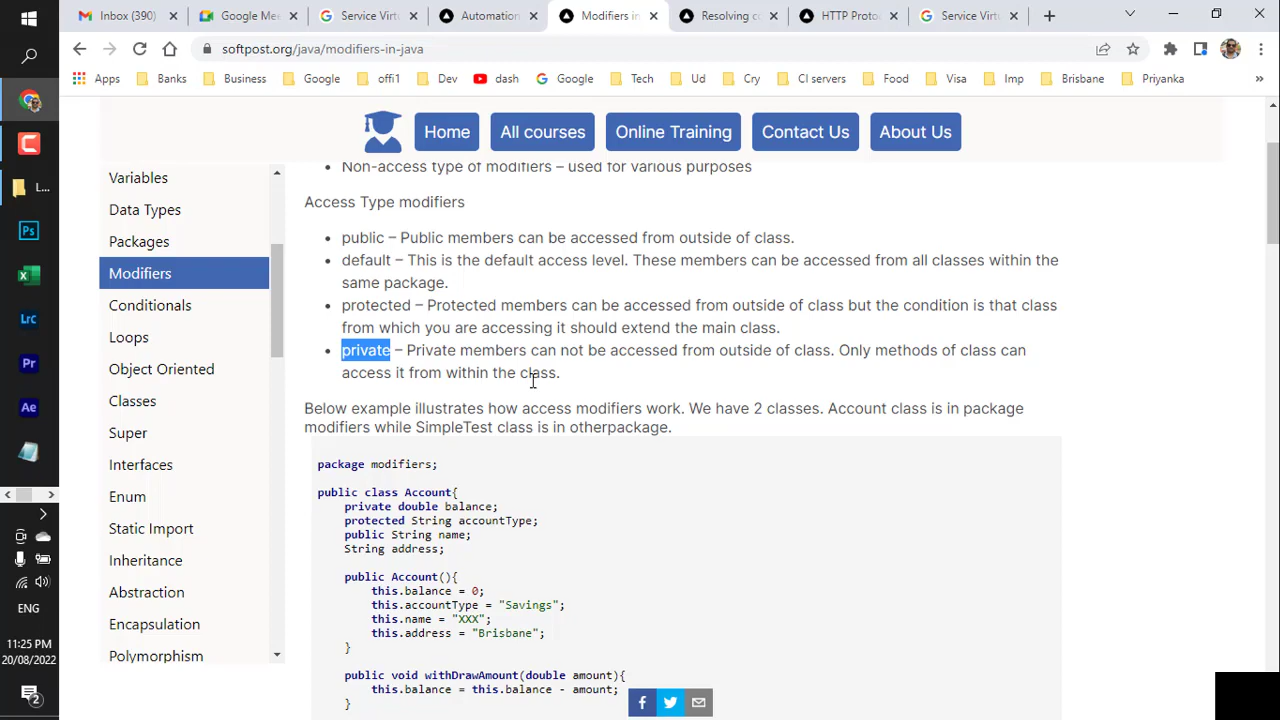 Inbox (390)
Google Mee
Service Virtu
Automation
Modifiers in
Resolving co
HTTP Protoc
Service Virtu
softpost.org/java/modifiers-in-java
Apps
Banks
Business
Google
offi1
Dev
dash
Google
Tech
Ud
Cry
CI servers
Food
Visa
Imp
Brisbane
Priyanka
»
Home
All courses
Online Training
Contact Us
About Us
Variables
Data Types
Packages
Modifiers
Conditionals
Loops
Object Oriented
Classes
Super
Interfaces
Enum
Static Import
Inheritance
Abstraction
Encapsulation
Polymorphism
Non-access type of modifiers – used for various purposes
Access Type modifiers
public – Public members can be accessed from outside of class.
default – This is the default access level. These members can be accessed from all classes within the
same package.
protected – Protected members can be accessed from outside of class but the condition is that class
from which you are accessing it should extend the main class.
private – Private members can not be accessed from outside of class. Only methods of class can
access it from within the class.
Below example illustrates how access modifiers work. We have 2 classes. Account class is in package
modifiers while SimpleTest class is in otherpackage.
package modifiers;
public class Account{
private double balance;
protected String accountType;
public String name;
String address;
public Account(){
this.balance = 0;
this.accountType = "Savings";
this.name = "XXX";
this.address = "Brisbane";
}
public void withDrawAmount(double amount){
this.balance = this.balance - amount;
}
L...
Ps
Lrc
Pr
Ae
ENG
11:25 PM
20/08/2022
2